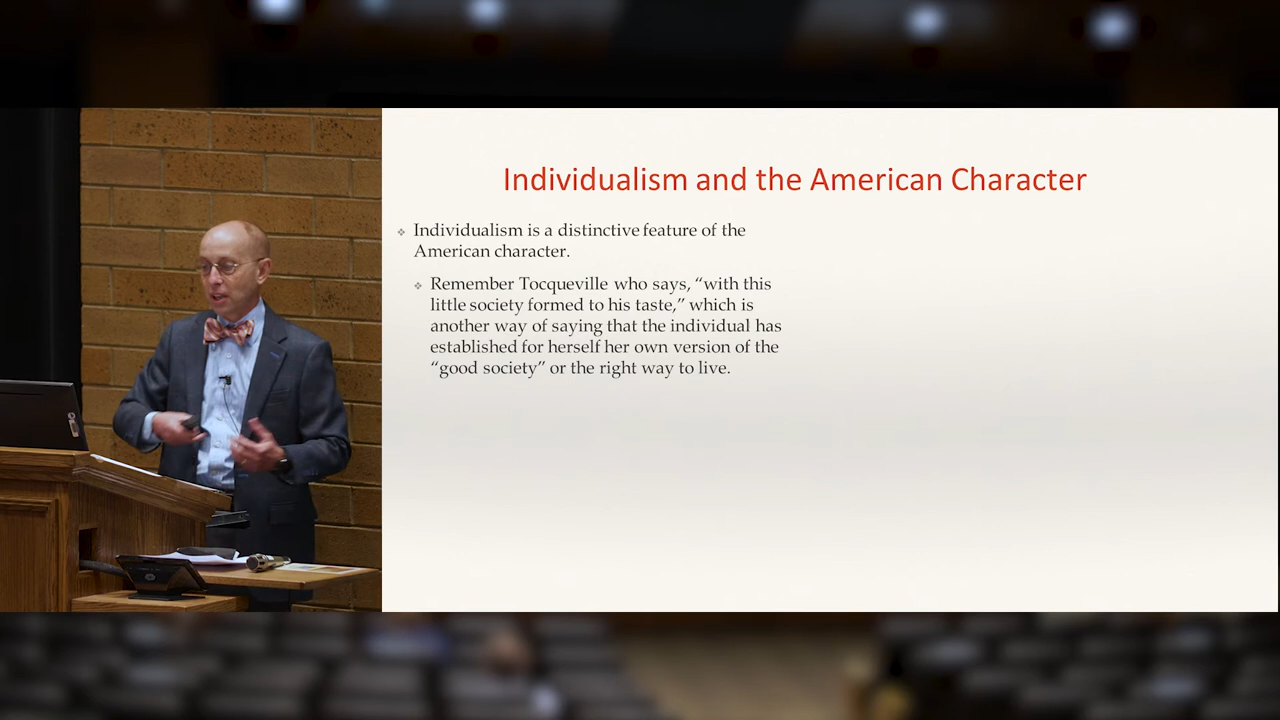 Individualism and the American Character
Individualism is a distinctive feature of the
American character.
Remember Tocqueville who says, “with this
little society formed to his taste,” which is
another way of saying that the individual has
established for herself her own version of the
“good society” or the right way to live.